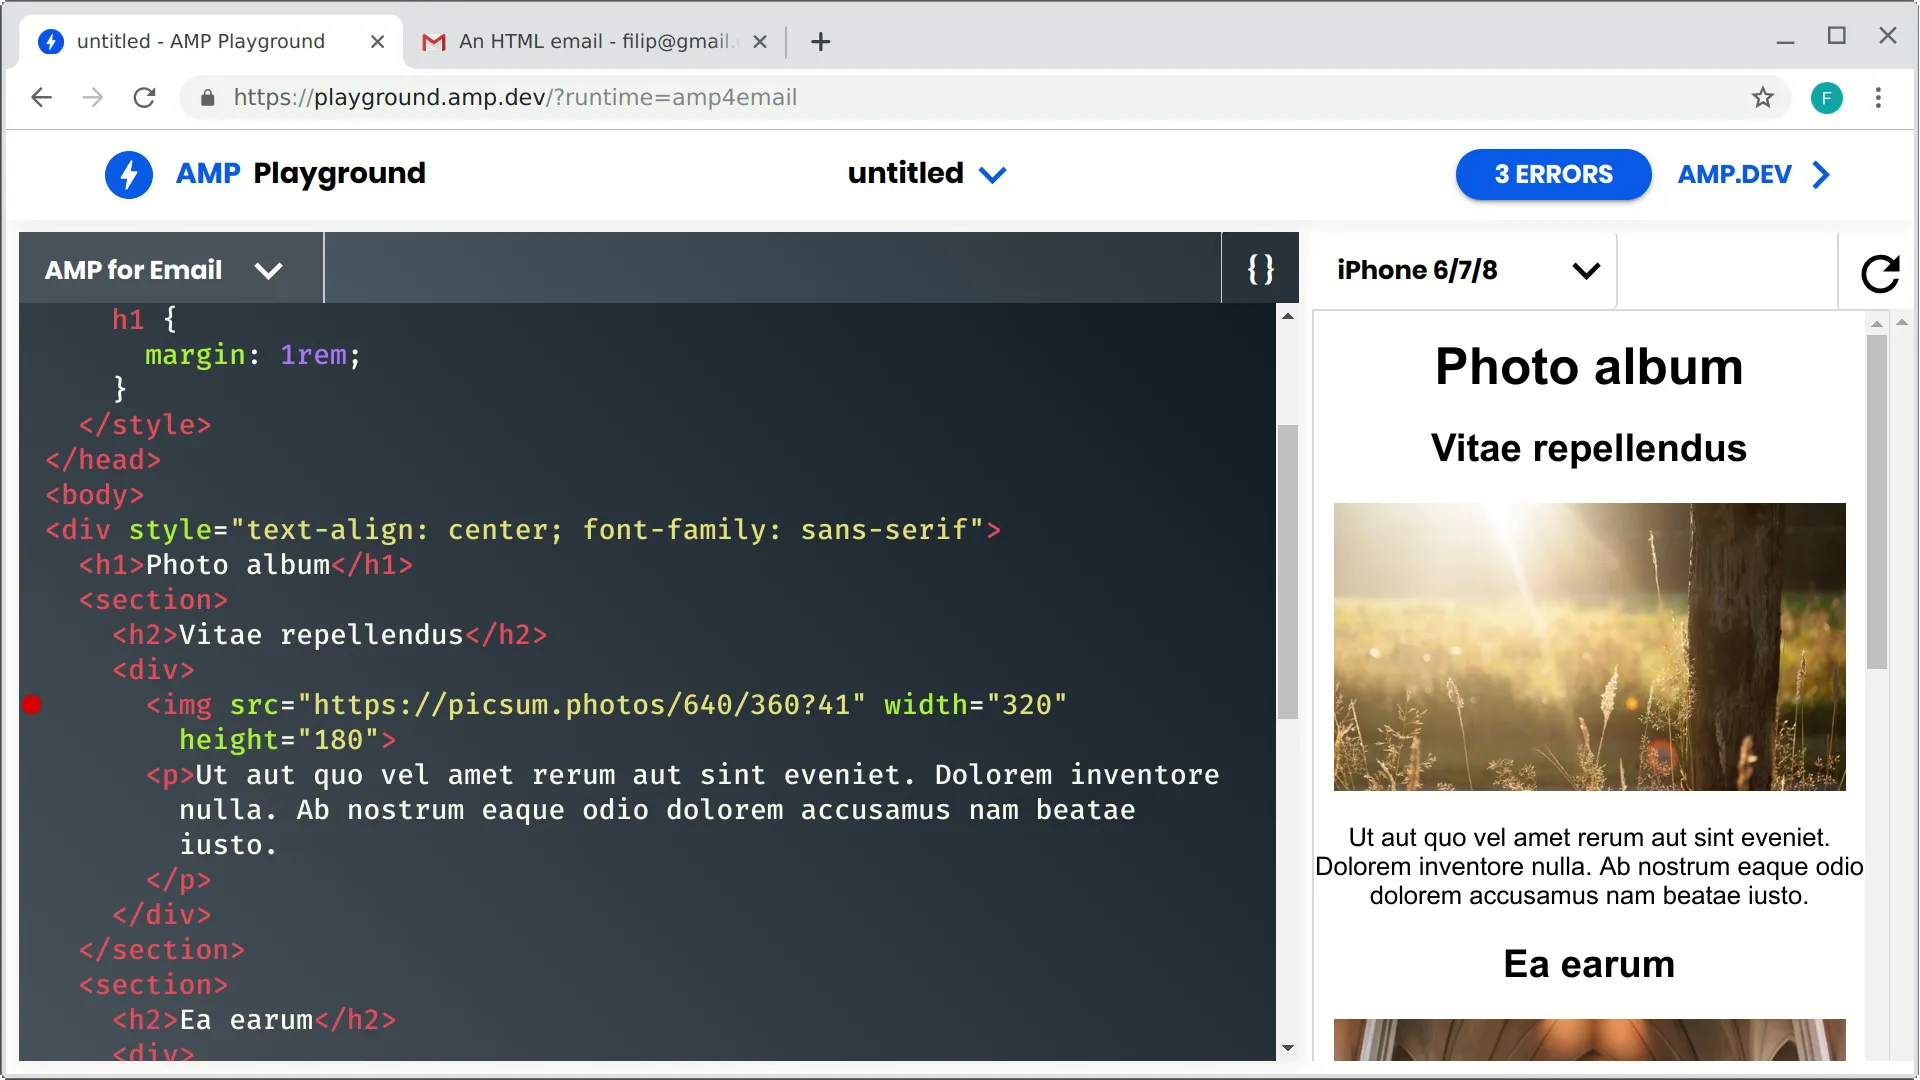 untitled - AMP Playground
An HTML email - filip@gmail.
https://playground.amp.dev/?runtime=amp4email
F
AMP Playground
untitled
3 ERRORS
AMP.DEV
AMP for Email
{}
iPhone 6/7/8
h1 {
margin: 1rem;
}
</style>
</head>
<body>
<div style="text-align: center; font-family: sans-serif">
<h1>Photo album</h1>
<section>
<h2>Vitae repellendus</h2>
<div>
<img src="https://picsum.photos/640/360?41" width="320"
height="180">
<p>Ut aut quo vel amet rerum aut sint eveniet. Dolorem inventore
nulla. Ab nostrum eaque odio dolorem accusamus nam beatae
iusto.
</p>
</div>
</section>
<section>
<h2>Ea earum</h2>
<div>
Photo album
Vitae repellendus
Ut aut quo vel amet rerum aut sint eveniet.
Dolorem inventore nulla. Ab nostrum eaque odio
dolorem accusamus nam beatae iusto.
Ea earum